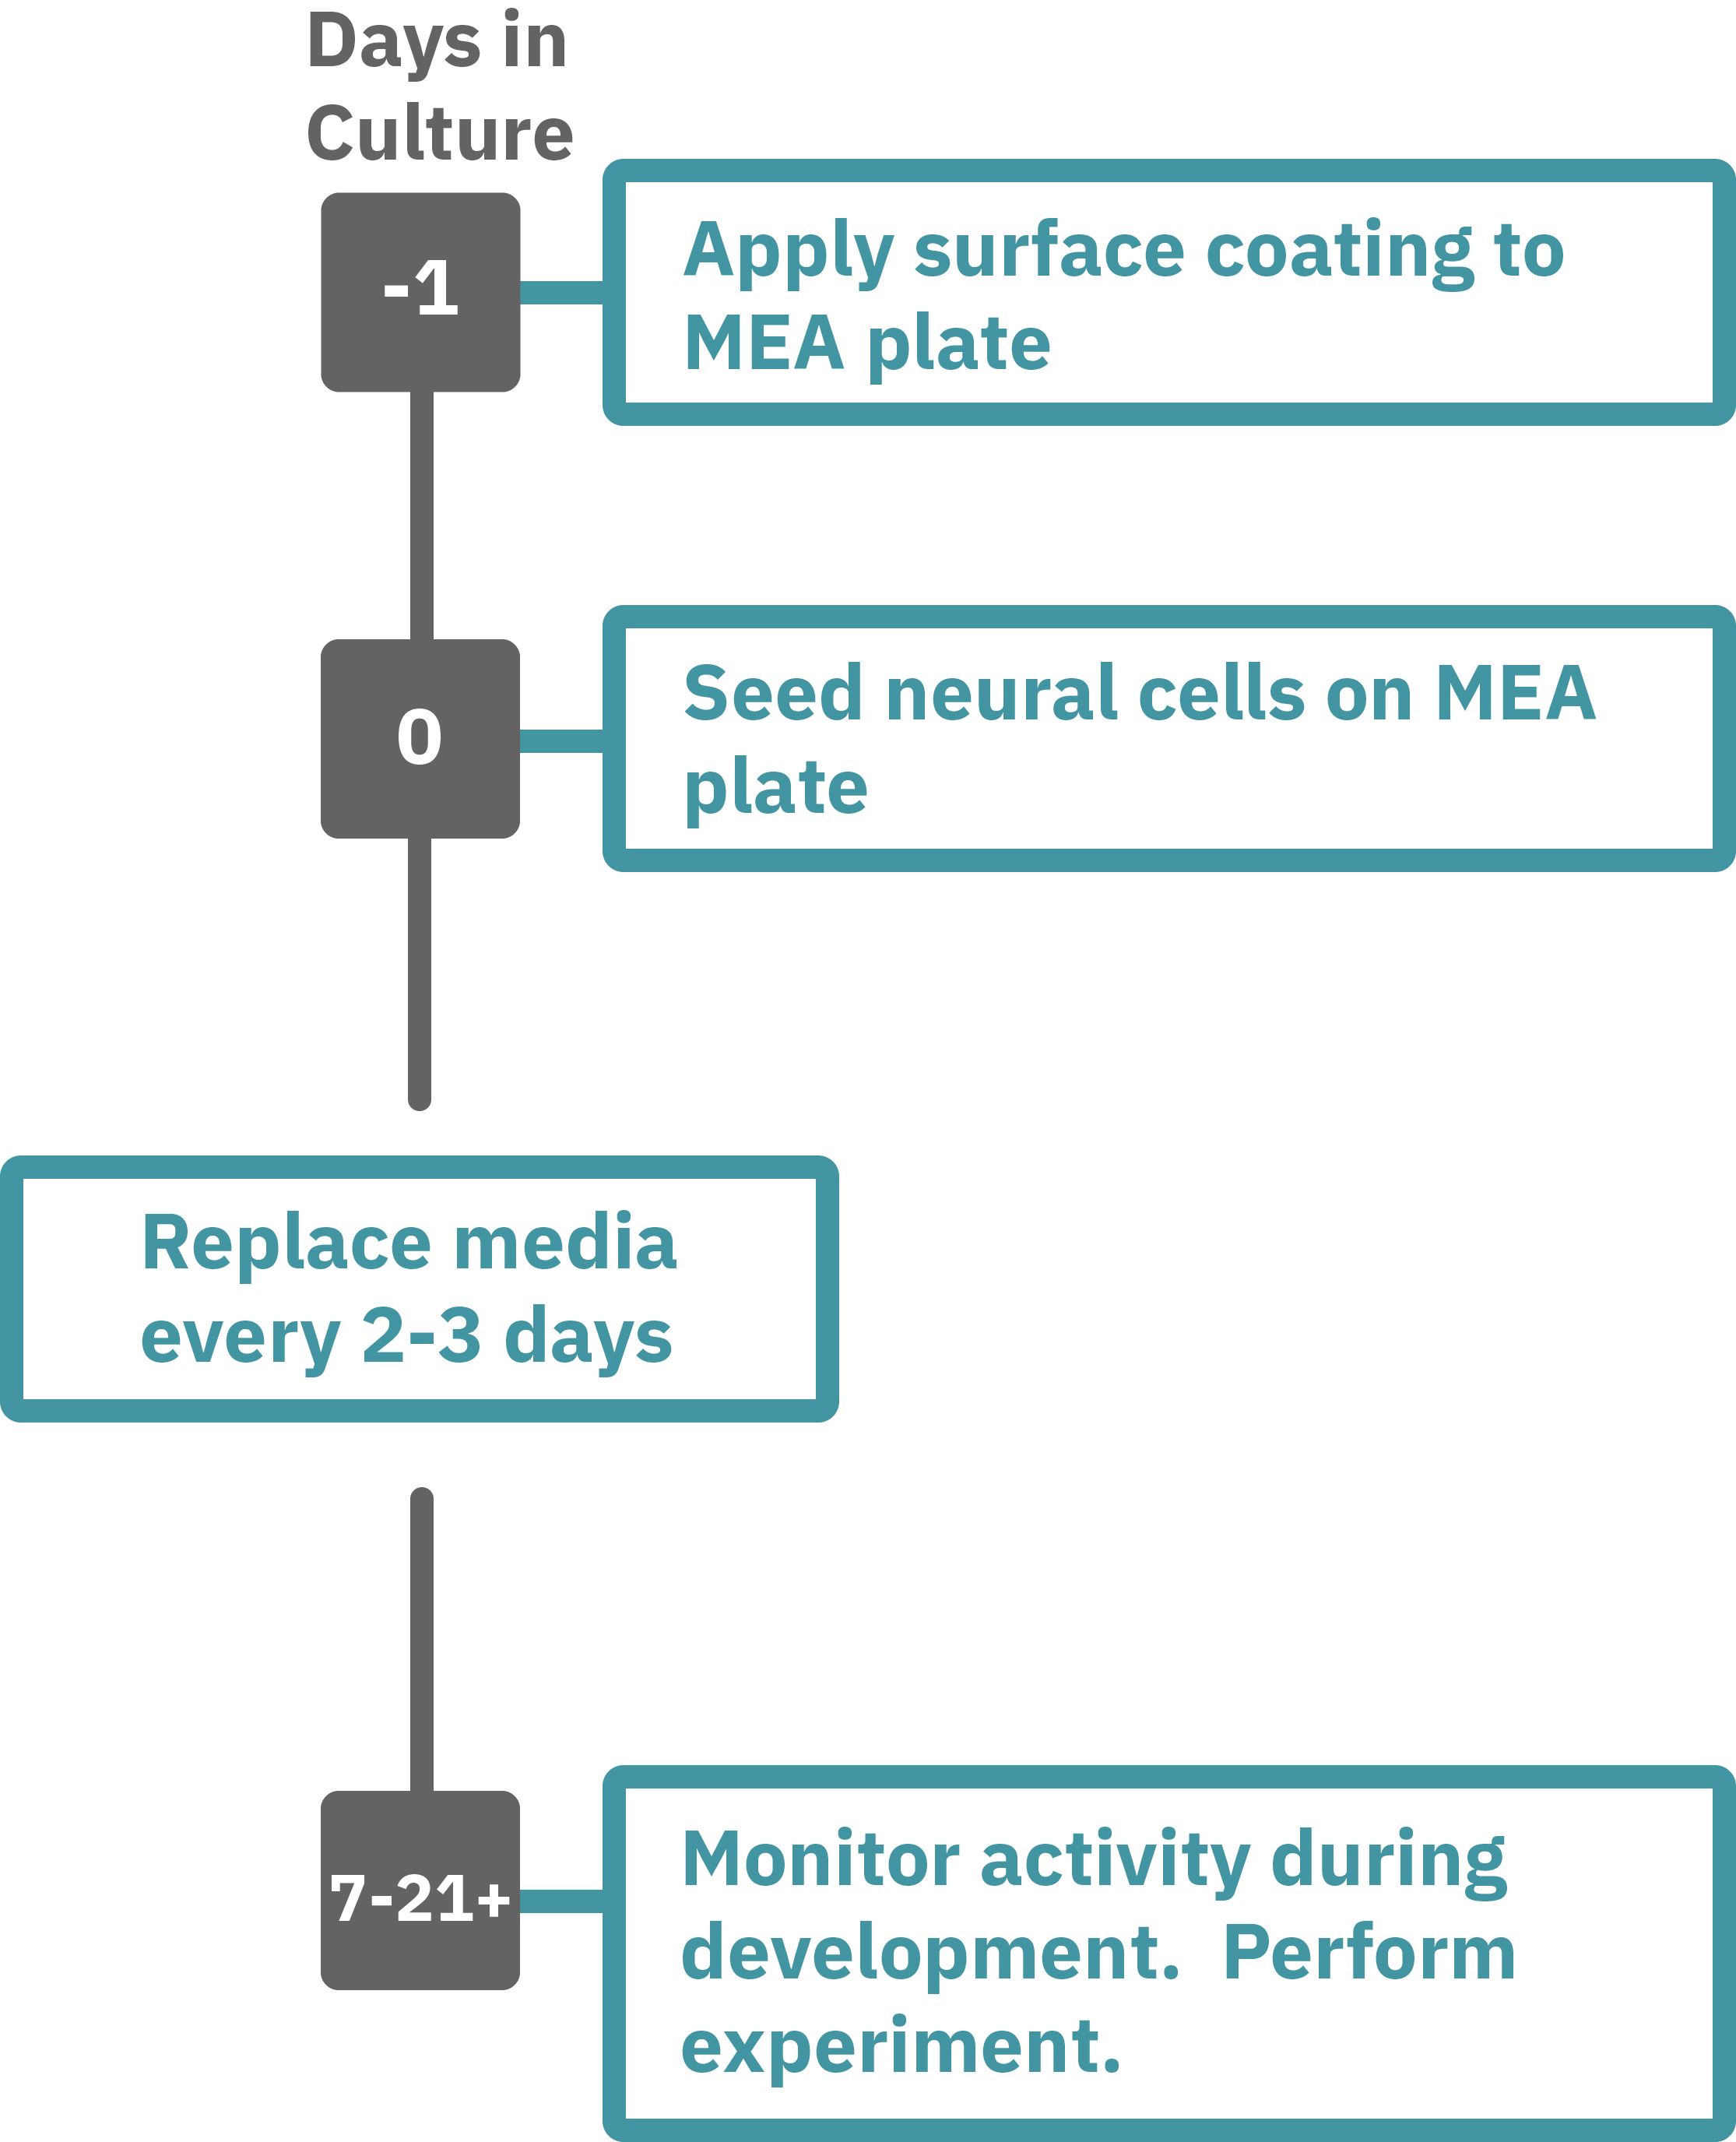 Days in
Culture
-1
Apply surface coating to
MEA plate
0
Seed neural cells on MEA
plate
Replace media
every 2-3 days
7-21+
Monitor activity during
development.  Perform
experiment.